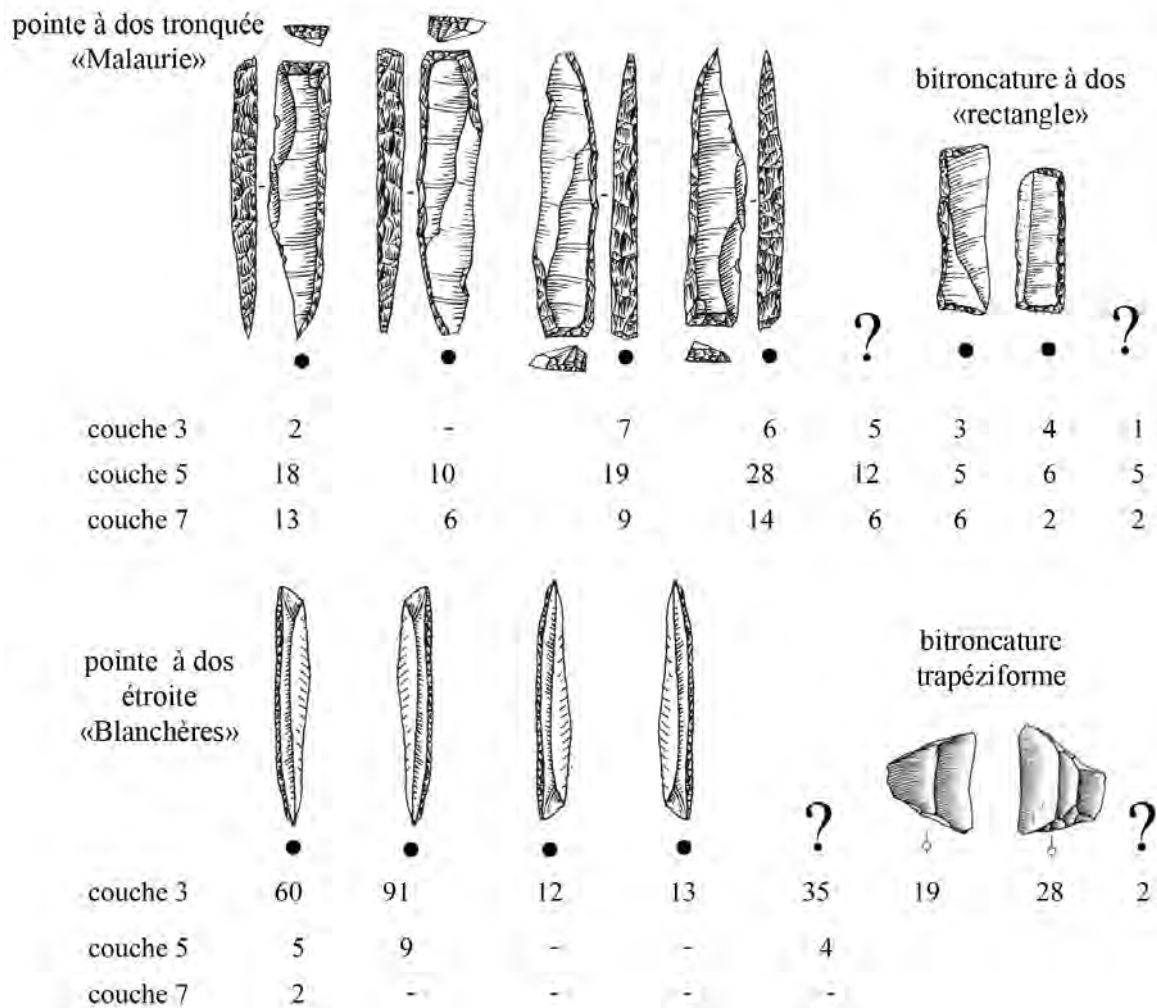 pointe à dos tronquée
«Malaurie»
bitroncature à dos
«rectangle»
? ?
couche 3 2 - 7 6 5 3 4 1
couche 5 18 10 19 28 12 5 6 5
couche 7 13 6 9 14 6 6 2 2
pointe à dos
étroite
«Blanchères»
bitroncature
trapéziforme
? ?
couche 3 60 91 12 13 35 19 28 2
couche 5 5 9 - - 4
couche 7 2 - - - -